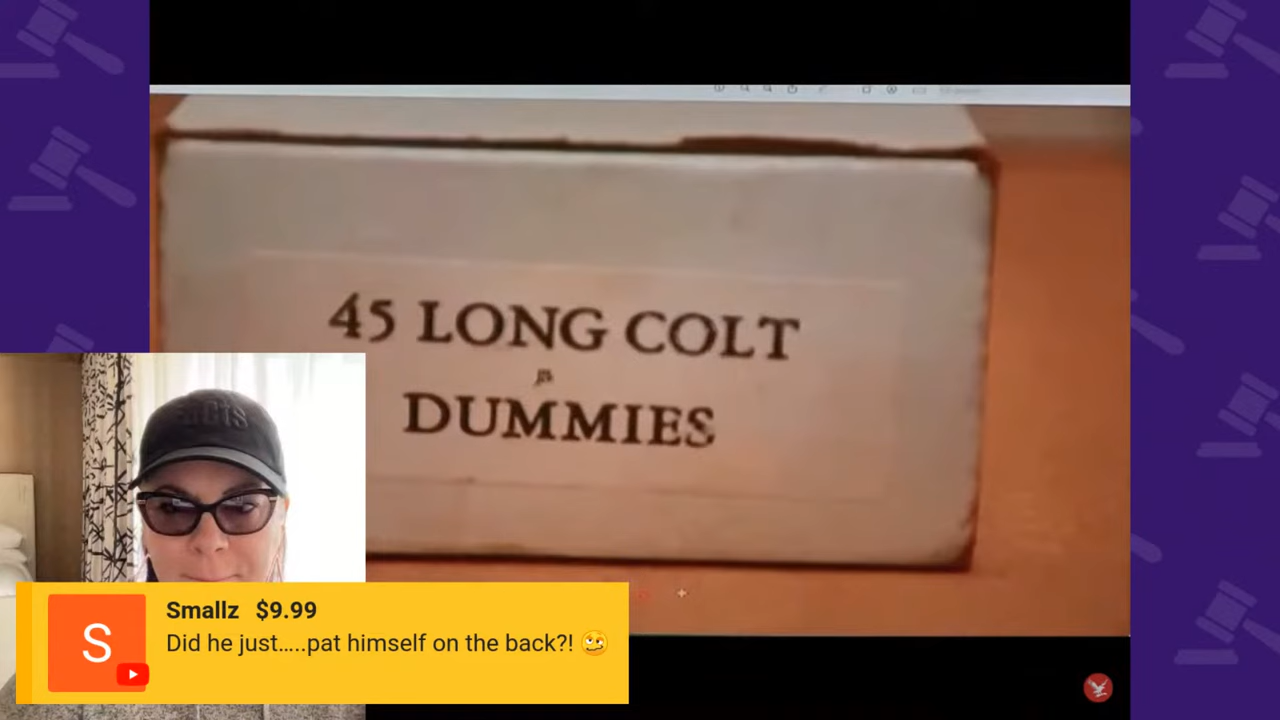 45 LONG COLT
DUMMIES
S
Smallz $9.99
Did he just.....pat himself on the back?! 🥴